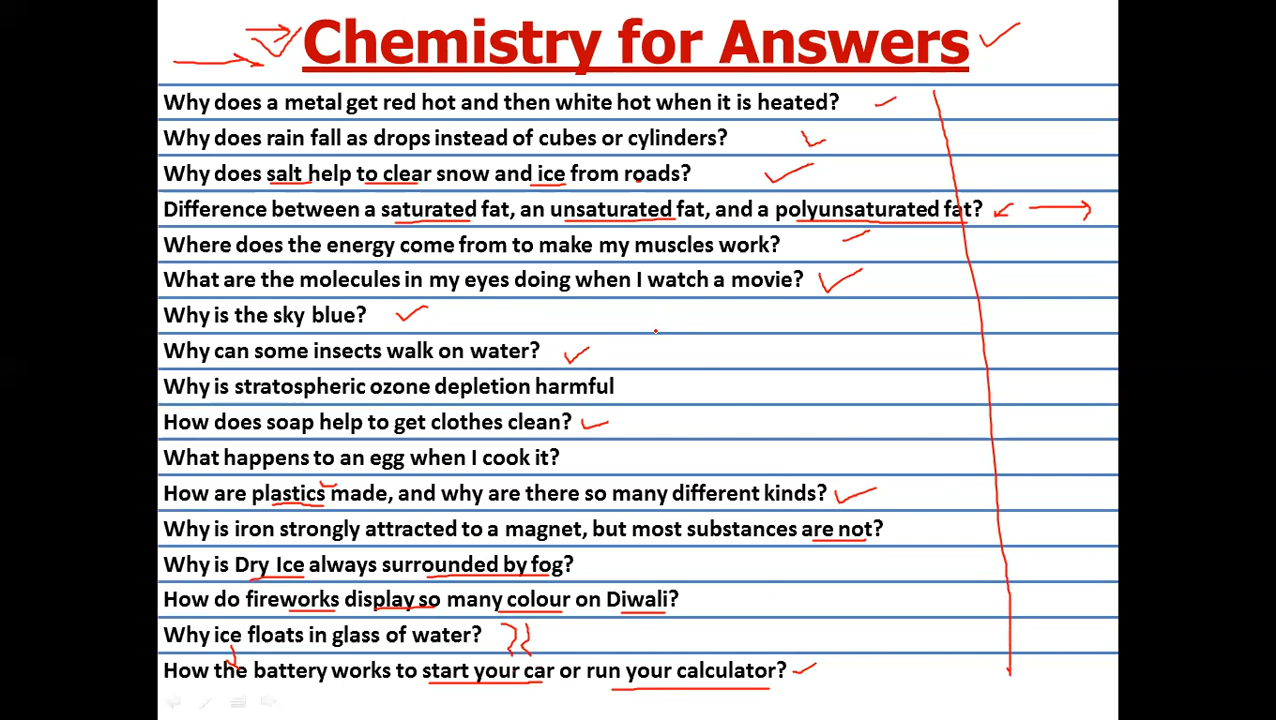 Chemistry for Answers
Why does a metal get red hot and then white hot when it is heated?
Why does rain fall as drops instead of cubes or cylinders?
Why does salt help to clear snow and ice from roads?
Difference between a saturated fat, an unsaturated fat, and a polyunsaturated fat?
Where does the energy come from to make my muscles work?
What are the molecules in my eyes doing when I watch a movie?
Why is the sky blue?
Why can some insects walk on water?
Why is stratospheric ozone depletion harmful
How does soap help to get clothes clean?
What happens to an egg when I cook it?
How are plastics made, and why are there so many different kinds?
Why is iron strongly attracted to a magnet, but most substances are not?
Why is Dry Ice always surrounded by fog?
How do fireworks display so many colour on Diwali?
Why ice floats in glass of water?
How the battery works to start your car or run your calculator?